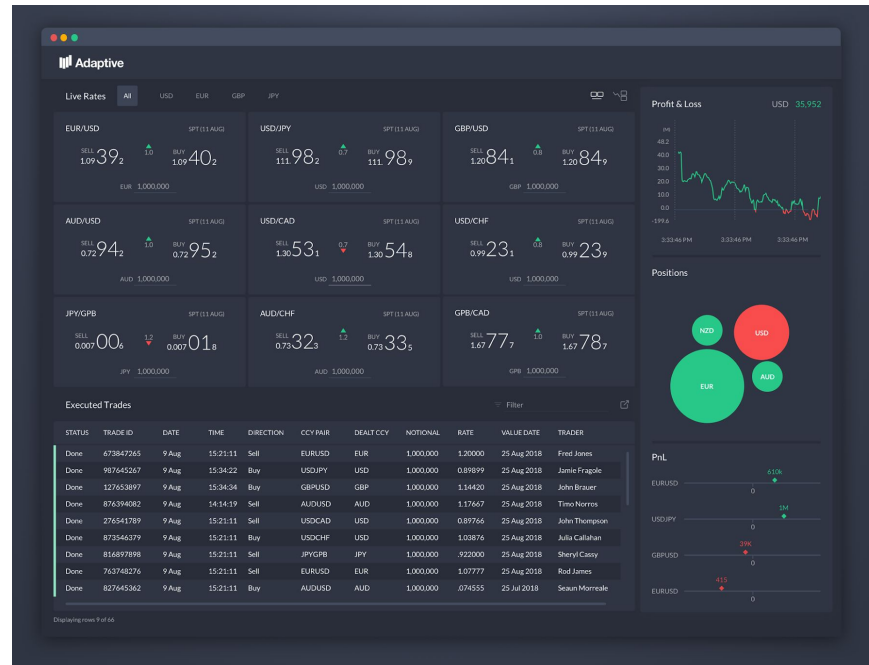 Adaptive
Live Rates All USD EUR GBP JPY
EUR/USD SPT (11 AUG)
SELL 1.09 39 2 1.0 BUY 1.09 40 2
EUR 1,000,000
USD/JPY SPT (11 AUG)
SELL 111. 98 2 0.7 BUY 111. 98 9
USD 1,000,000
GBP/USD SPT (11 AUG)
SELL 1.20 84 1 0.8 BUY 1.20 84 9
GBP 1,000,000
AUD/USD SPT (11 AUG)
SELL 0.72 94 2 1.0 BUY 0.72 95 2
AUD 1,000,000
USD/CAD SPT (11 AUG)
SELL 1.30 53 1 0.7 BUY 1.30 54 8
USD 1,000,000
USD/CHF SPT (11 AUG)
SELL 0.99 23 1 0.8 BUY 0.99 23 9
USD 1,000,000
JPY/GPB SPT (11 AUG)
SELL 0.007 00 6 1.2 BUY 0.007 01 8
JPY 1,000,000
AUD/CHF SPT (11 AUG)
SELL 0.73 32 3 1.2 BUY 0.73 33 5
AUD 1,000,000
GPB/CAD SPT (11 AUG)
SELL 1.67 77 7 1.0 BUY 1.67 78 7
GPB 1,000,000
Executed Trades Filter
STATUS TRADE ID DATE TIME DIRECTION CCY PAIR DEALT CCY NOTIONAL RATE VALUE DATE TRADER
Done 673847265 9 Aug 15:21:11 Sell EURUSD EUR 1,000,000 1.20000 25 Aug 2018 Fred Jones
Done 987645267 9 Aug 15:34:22 Buy USDJPY USD 1,000,000 0.89899 25 Aug 2018 Jamie Fragole
Done 127653897 9 Aug 15:34:34 Buy GBPUSD GBP 1,000,000 1.14420 25 Aug 2018 John Brauer
Done 876394082 9 Aug 14:14:19 Sell AUDUSD AUD 1,000,000 1.17667 25 Aug 2018 Timo Norros
Done 276541789 9 Aug 15:21:11 Sell USDCAD USD 1,000,000 0.89766 25 Aug 2018 John Thompson
Done 873546379 9 Aug 15:21:11 Buy USDCHF USD 1,000,000 1.03876 25 Aug 2018 Julia Callahan
Done 816897898 9 Aug 15:21:11 Sell JPYGPB JPY 1,000,000 .922000 25 Aug 2018 Sheryl Cassy
Done 763748276 9 Aug 15:21:11 Sell EURUSD EUR 1,000,000 1.07777 25 Aug 2018 Rod James
Done 827645362 9 Aug 15:21:11 Buy AUDUSD AUD 1,000,000 .074555 25 Jul 2018 Seaun Morreale
Displaying rows 9 of 66
Profit & Loss USD 35,952
(M)
48.2
40.0
30.0
20.0
10.0
0.0
-199.6
3:33:46 PM 3:33:46 PM 3:33:46 PM
Positions
NZD
USD
EUR
AUD
PnL
610k
EURUSD
0
1M
USDJPY
0
39K
GBPUSD
0
415
EURUSD
0